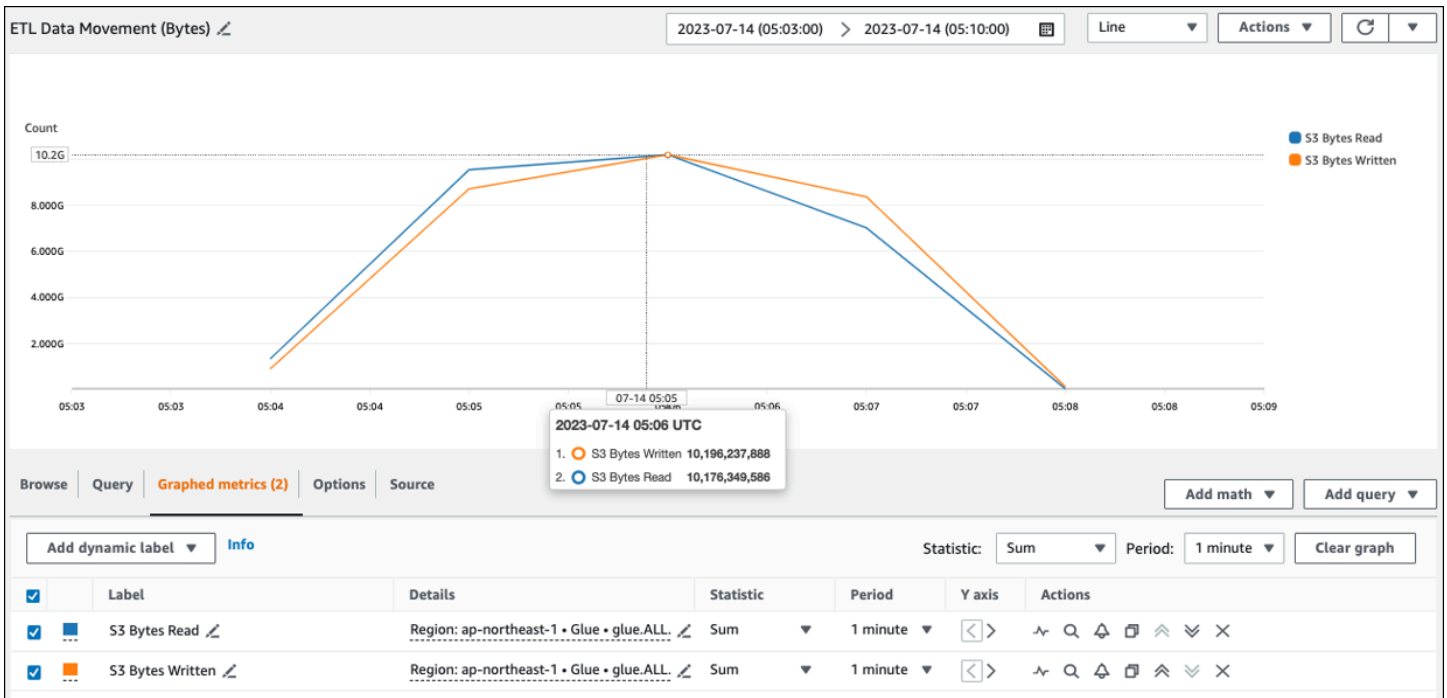 ETL Data Movement (Bytes)
2023-07-14 (05:03:00) > 2023-07-14 (05:10:00)
Line
Actions
Count
10.2G
8.000G
6.000G
4.000G
2.000G
S3 Bytes Read
S3 Bytes Written
07-14 05:05
05:03 05:03 05:04 05:04 05:05 05:05 05:06 05:06 05:07 05:07 05:08 05:08 05:09
2023-07-14 05:06 UTC
1. S3 Bytes Written 10,196,237,888
2. S3 Bytes Read 10,176,349,586
Browse Query Graphed metrics (2) Options Source
Add math Add query
Add dynamic label Info Statistic: Sum Period: 1 minute Clear graph
Label Details Statistic Period Y axis Actions
S3 Bytes Read Region: ap-northeast-1 • Glue • glue.ALL. Sum 1 minute < >
S3 Bytes Written Region: ap-northeast-1 • Glue • glue.ALL. Sum 1 minute < >